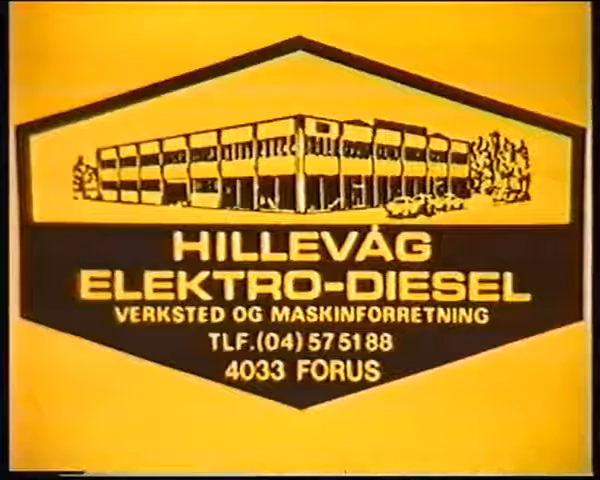 HILLEVÅG
ELEKTRO-DIESEL
VERKSTED OG MASKINFORRETNING
TLF.(04) 57 51 88
4033 FORUS